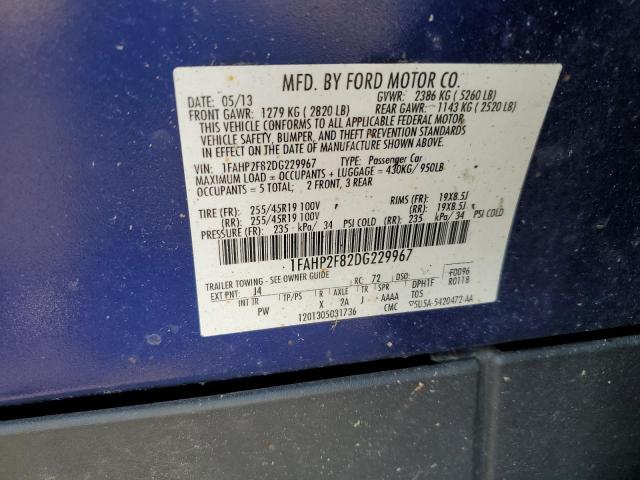 MFD. BY FORD MOTOR CO.
DATE: 05/13 GVWR: 2386 KG ( 5260 LB)
FRONT GAWR: 1279 KG ( 2820 LB) REAR GAWR: 1143 KG ( 2520 LB)
THIS VEHICLE CONFORMS TO ALL APPLICABLE FEDERAL MOTOR
VEHICLE SAFETY, BUMPER, AND THEFT PREVENTION STANDARDS
IN EFFECT ON THE DATE OF MANUFACTURE SHOWN ABOVE.
VIN: 1FAHP2F82DG229967 TYPE: Passenger Car
MAXIMUM LOAD = OCCUPANTS + LUGGAGE = 430KG/ 950LB
OCCUPANTS = 5 TOTAL: 2 FRONT, 3 REAR
TIRE (FR): 255/45R19 100V RIMS (FR): 19X8.5J
(RR): 255/45R19 100V (RR): 19X8.5J
PRESSURE (FR): 235 kPa/ 34 PSI COLD (RR): 235 kPa/ 34 PSI COLD
1FAHP2F82DG229967
TRAILER TOWING - SEE OWNER GUIDE
EXT PNT: J4 RC: 72 DSO: F0096
INT TR TP/PS R AXLE TR SPR DPH1F R0118
PW X 2A J AAAA T05
1201305031736 CMC 5U5A-5420472-AA